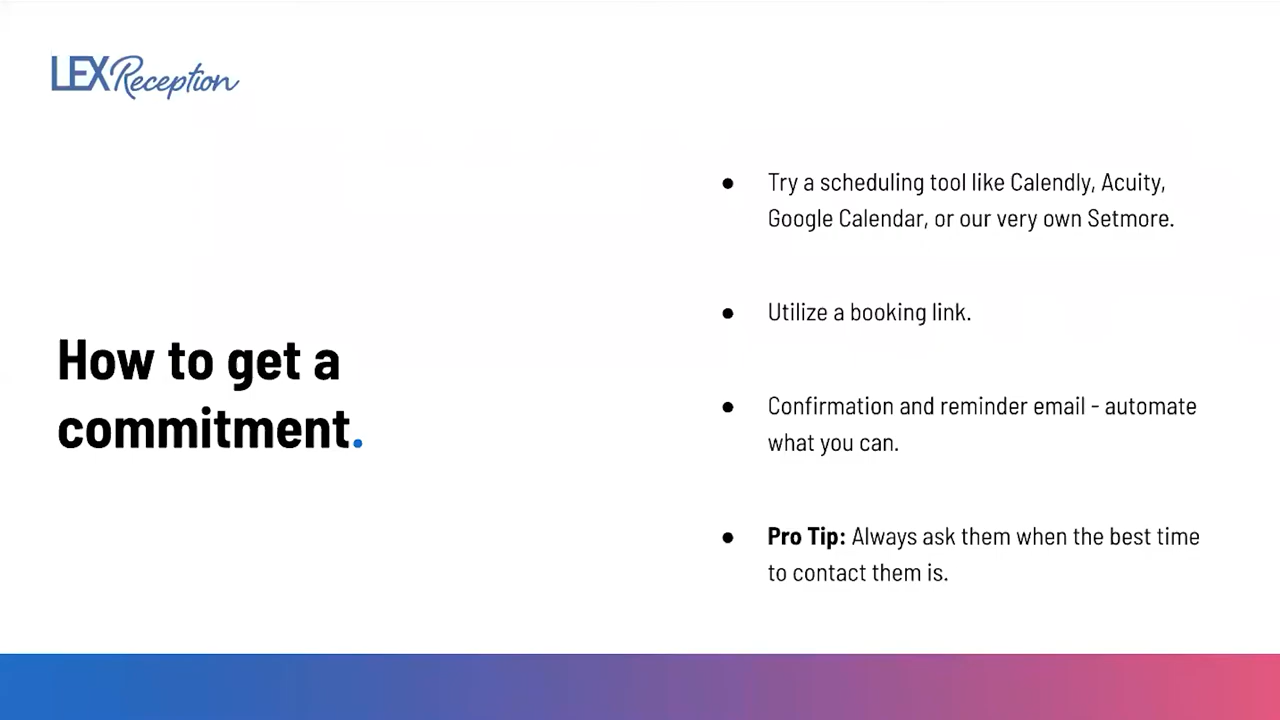 LEX Reception
How to get a
commitment.
● Try a scheduling tool like Calendly, Acuity,
Google Calendar, or our very own Setmore.
● Utilize a booking link.
● Confirmation and reminder email - automate
what you can.
● Pro Tip: Always ask them when the best time
to contact them is.